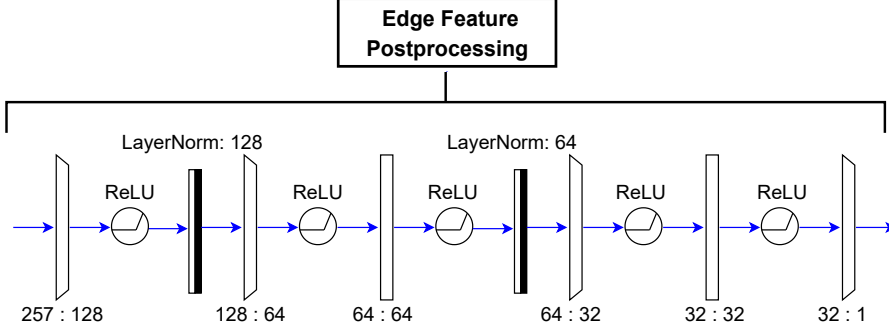 Edge Feature
Postprocessing
LayerNorm: 128
LayerNorm: 64
ReLU
ReLU
ReLU
ReLU
ReLU
257 : 128
128 : 64
64 : 64
64 : 32
32 : 32
32 : 1